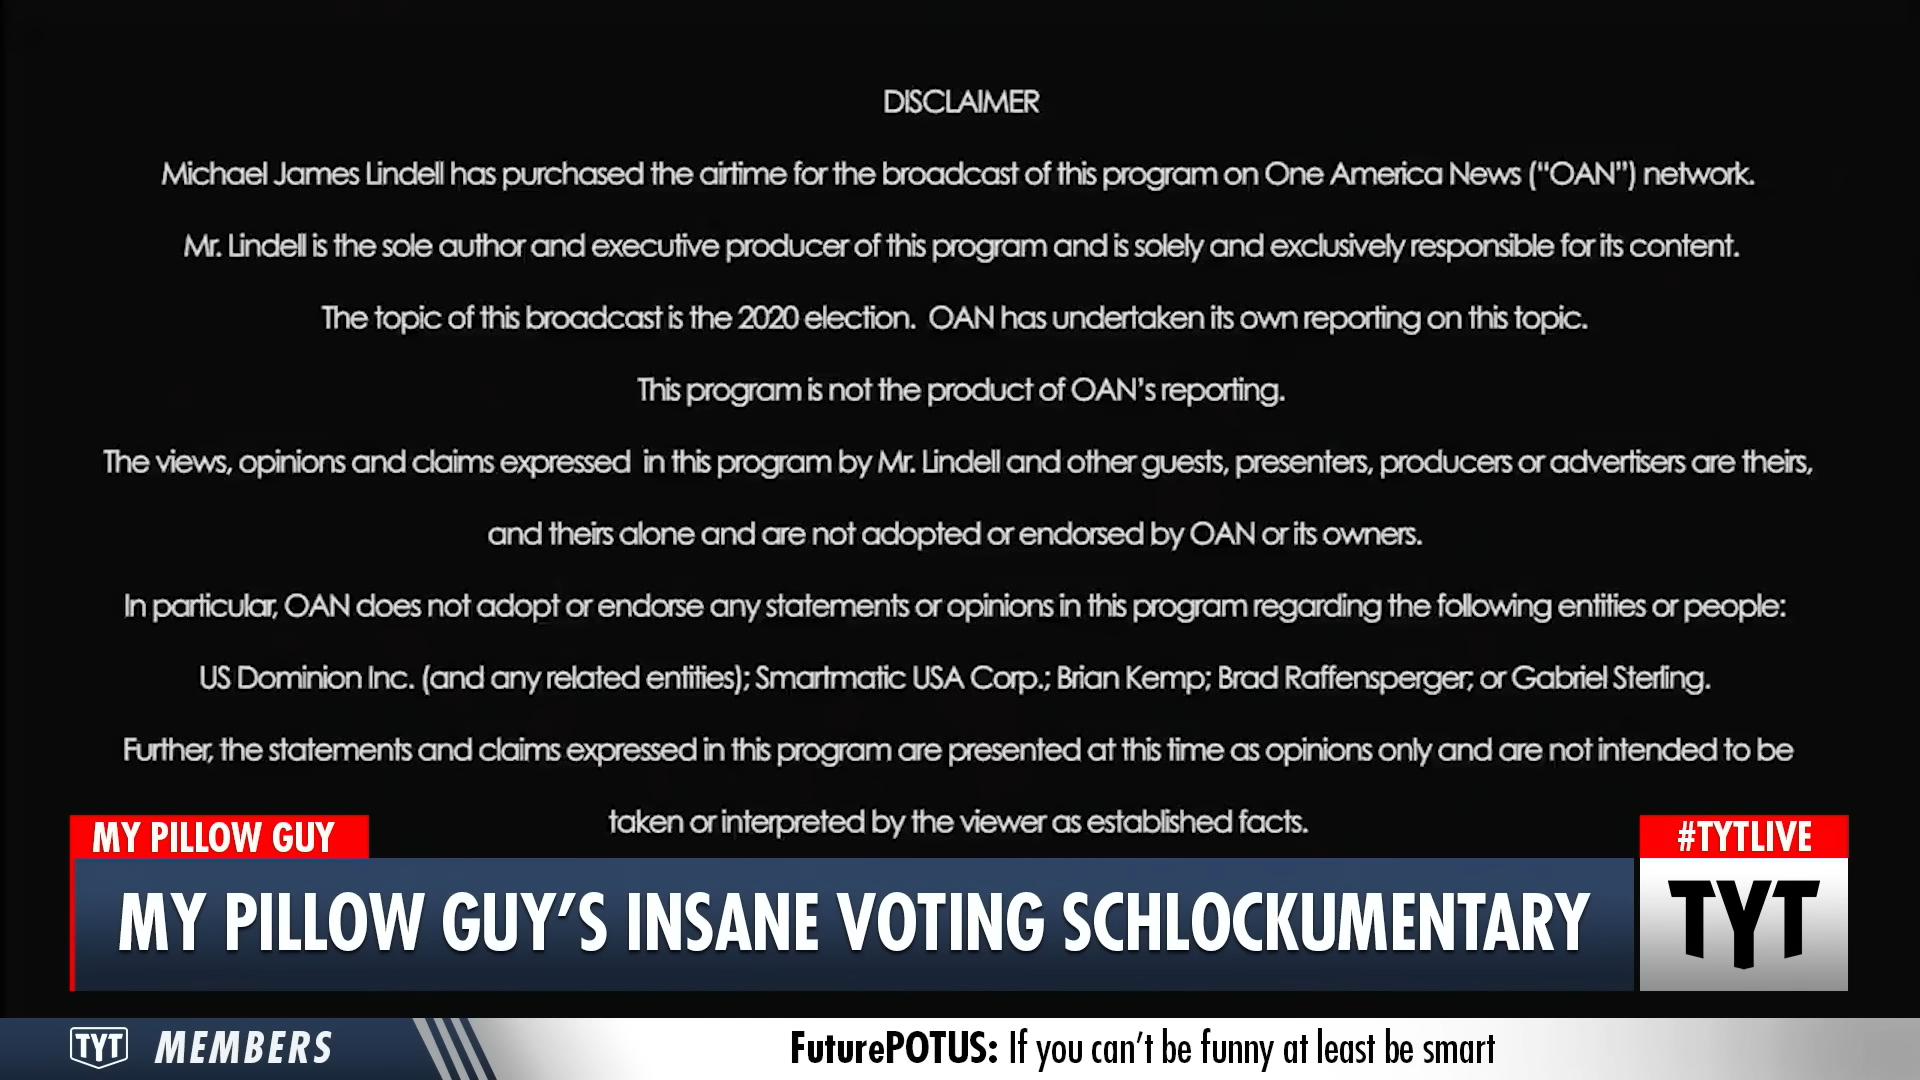 DISCLAIMER
Michael James Lindell has purchased the airtime for the broadcast of this program on One America News (“OAN”) network.
Mr. Lindell is the sole author and executive producer of this program and is solely and exclusively responsible for its content.
The topic of this broadcast is the 2020 election.  OAN has undertaken its own reporting on this topic.
This program is not the product of OAN’s reporting.
The views, opinions and claims expressed  in this program by Mr. Lindell and other guests, presenters, producers or advertisers are theirs,
and theirs alone and are not adopted or endorsed by OAN or its owners.
In particular, OAN does not adopt or endorse any statements or opinions in this program regarding the following entities or people:
US Dominion Inc. (and any related entities); Smartmatic USA Corp.; Brian Kemp; Brad Raffensperger; or Gabriel Sterling.
Further, the statements and claims expressed in this program are presented at this time as opinions only and are not intended to be
taken or interpreted by the viewer as established facts.
MY PILLOW GUY
#TYTLIVE
MY PILLOW GUY’S INSANE VOTING SCHLOCKUMENTARY
TYT
TYT MEMBERS
FuturePOTUS: If you can’t be funny at least be smart